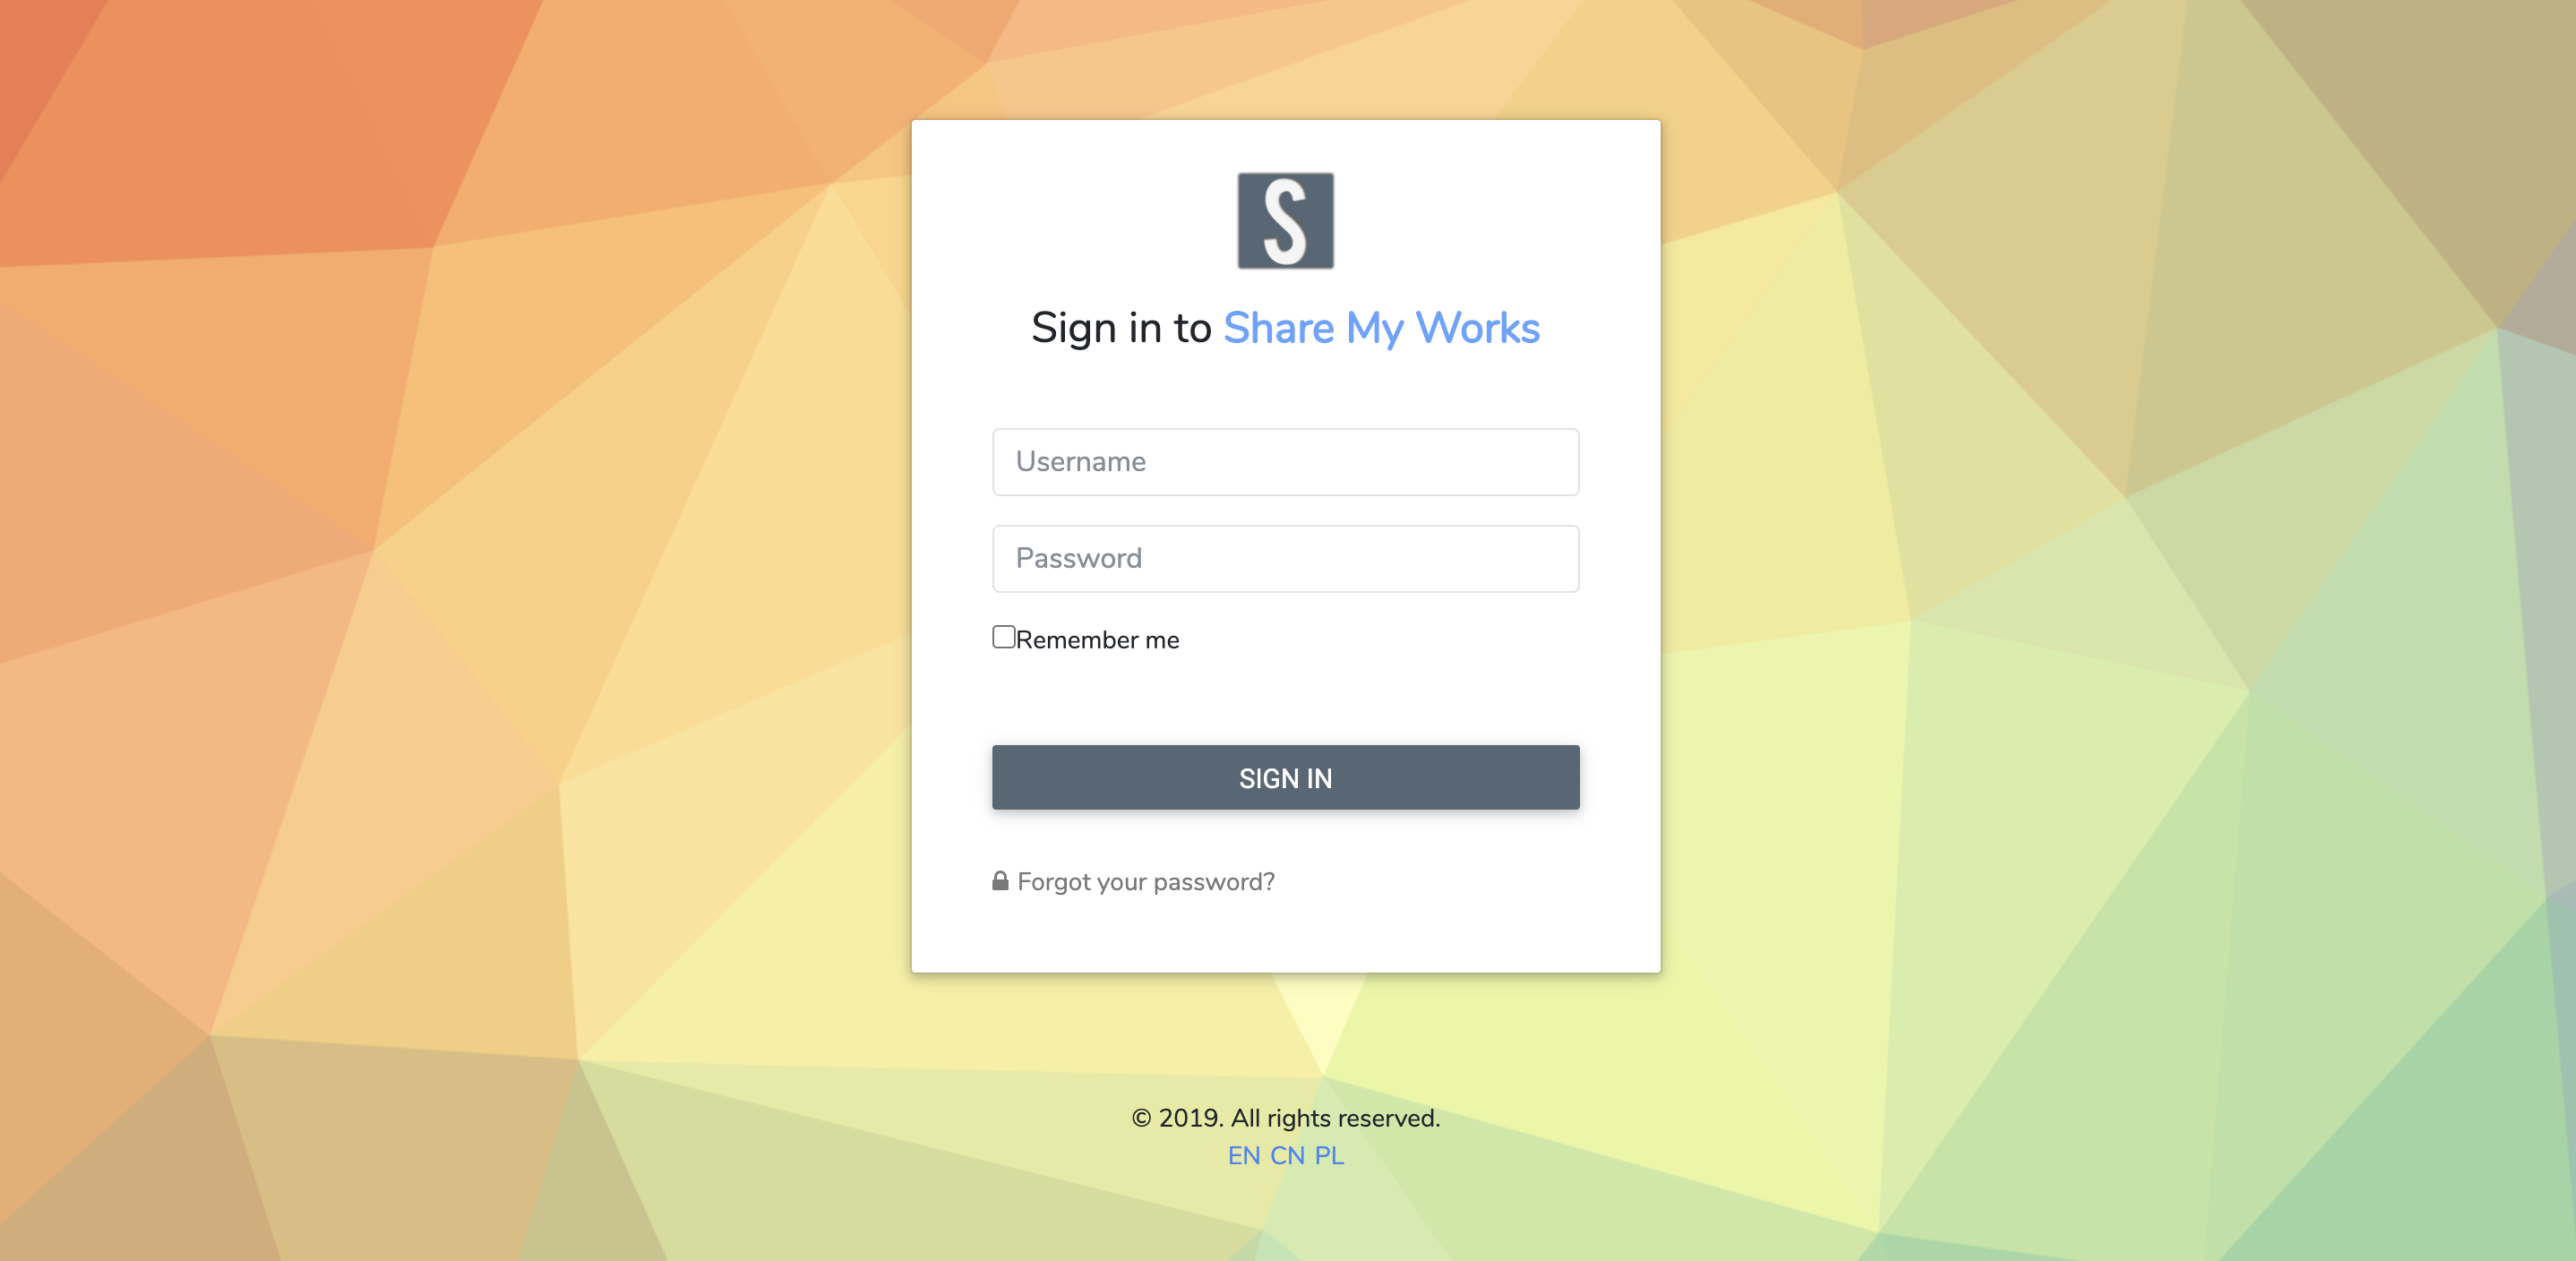 S
Sign in to Share My Works
Username
Password
Remember me
SIGN IN
Forgot your password?
© 2019. All rights reserved.
EN CN PL